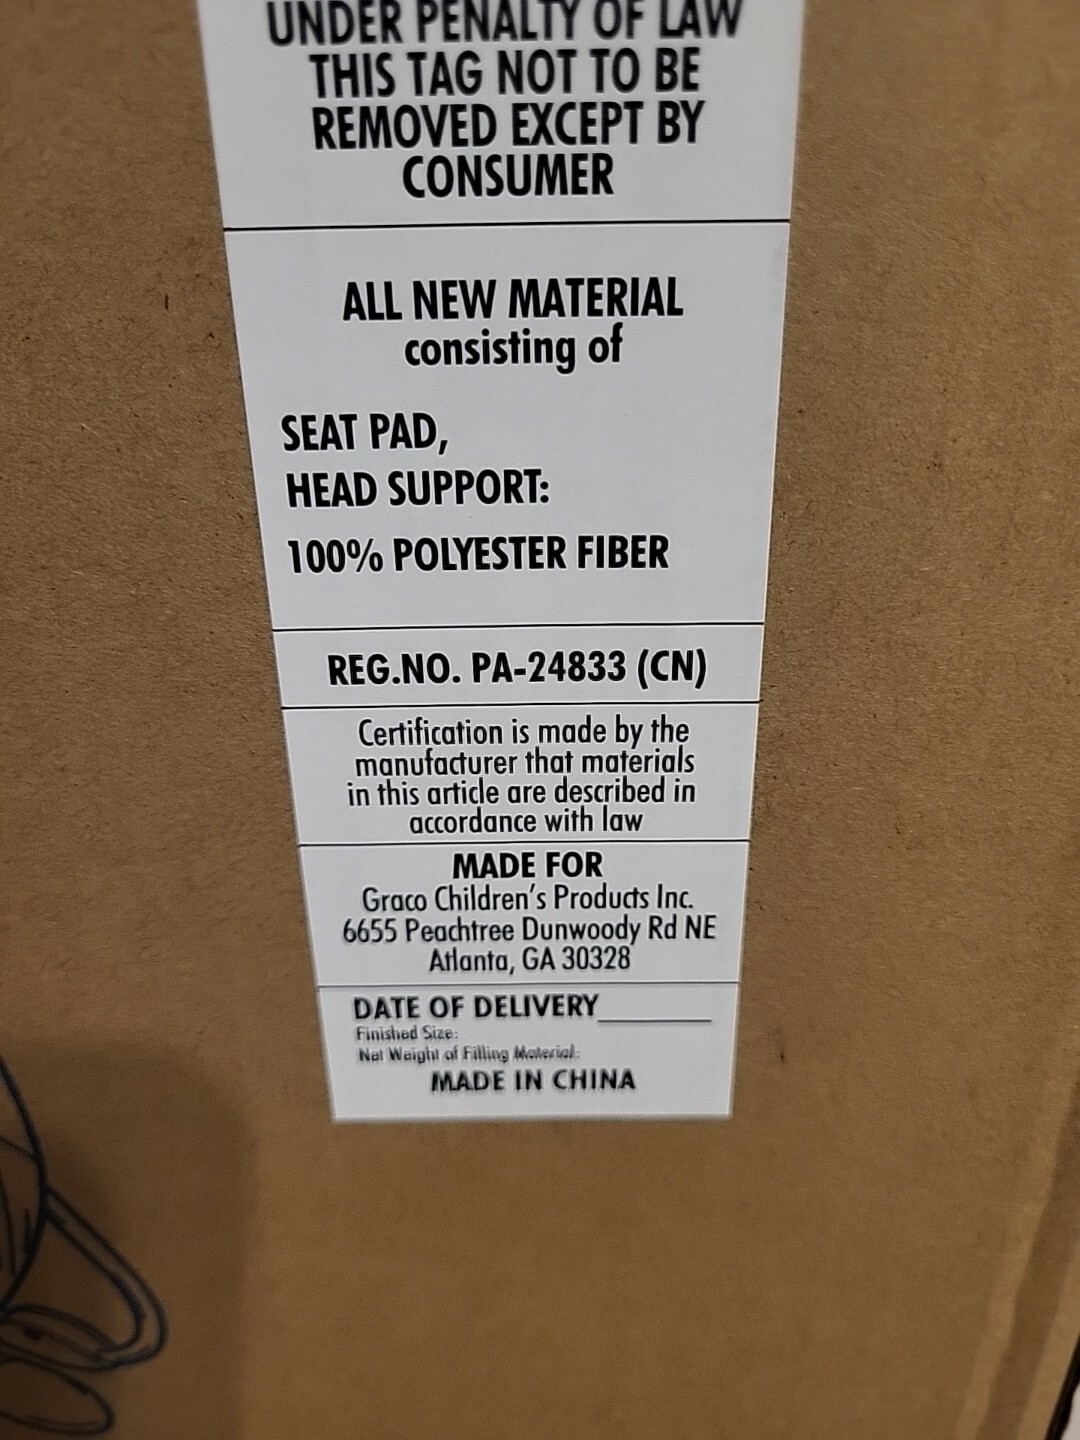 UNDER PENALTY OF LAW
THIS TAG NOT TO BE
REMOVED EXCEPT BY
CONSUMER
ALL NEW MATERIAL
consisting of
SEAT PAD,
HEAD SUPPORT:
100% POLYESTER FIBER
REG.NO. PA-24833 (CN)
Certification is made by the
manufacturer that materials
in this article are described in
accordance with law
MADE FOR
Graco Children's Products Inc.
6655 Peachtree Dunwoody Rd NE
Atlanta, GA 30328
DATE OF DELIVERY________
Finished Size:
Net Weight of Filling Material:
MADE IN CHINA